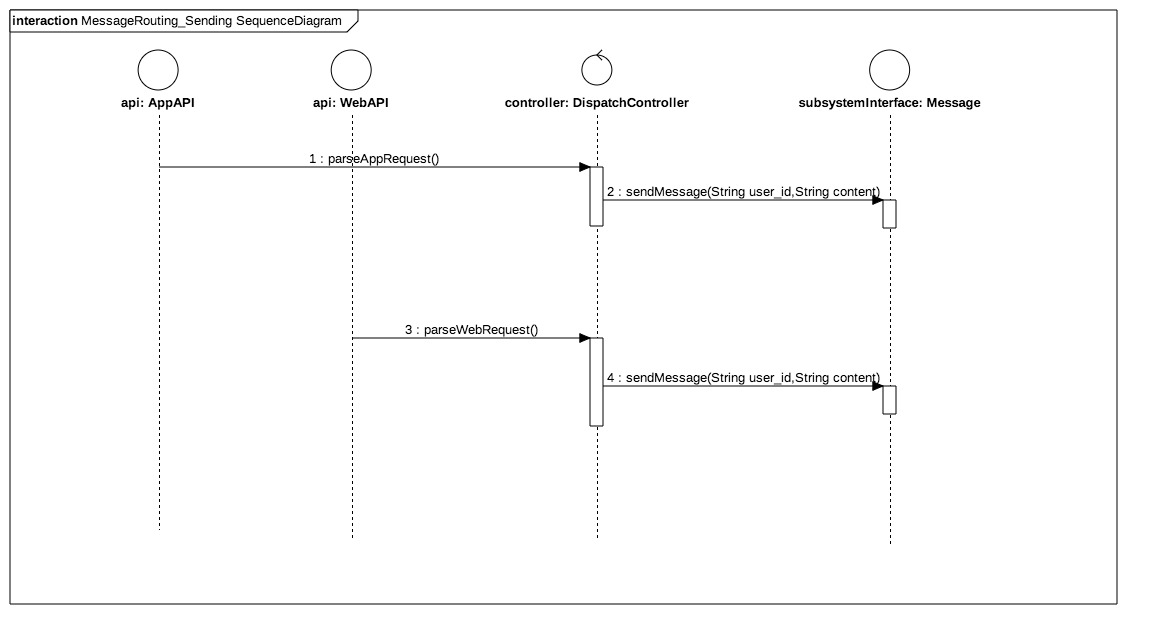 interaction MessageRouting_Sending SequenceDiagram
api: AppAPI
api: WebAPI
controller: DispatchController
subsystemInterface: Message
1 : parseAppRequest()
2 : sendMessage(String user_id,String content)
3 : parseWebRequest()
4 : sendMessage(String user_id,String content)